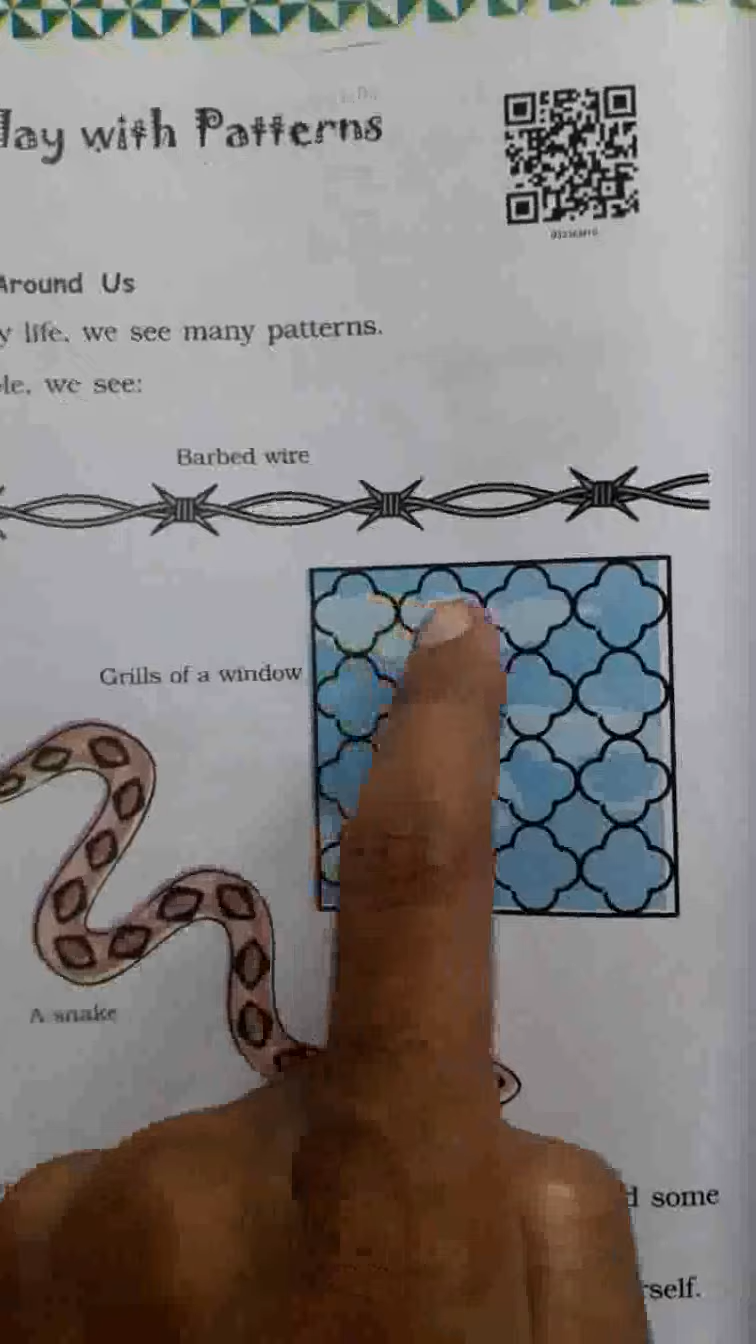 lay with Patterns
Around Us
y life, we see many patterns.
le, we see:
Barbed wire
Grills of a window
A snake
d some
rself.